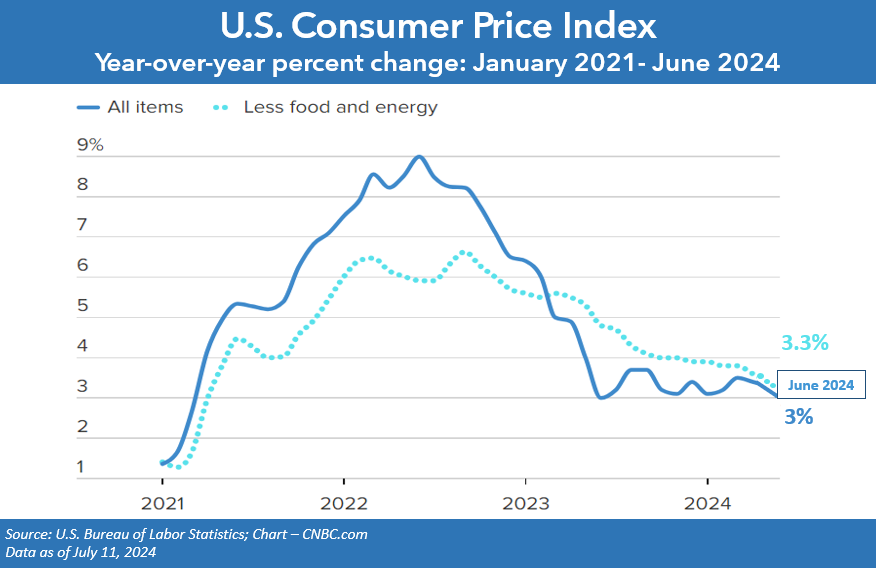 U.S. Consumer Price Index
Year-over-year percent change: January 2021- June 2024
All items
Less food and energy
9%
8
7
6
5
4
3.3%
3
June 2024
3%
2
1
2021
2022
2023
2024
Source: U.S. Bureau of Labor Statistics; Chart – CNBC.com
Data as of July 11, 2024